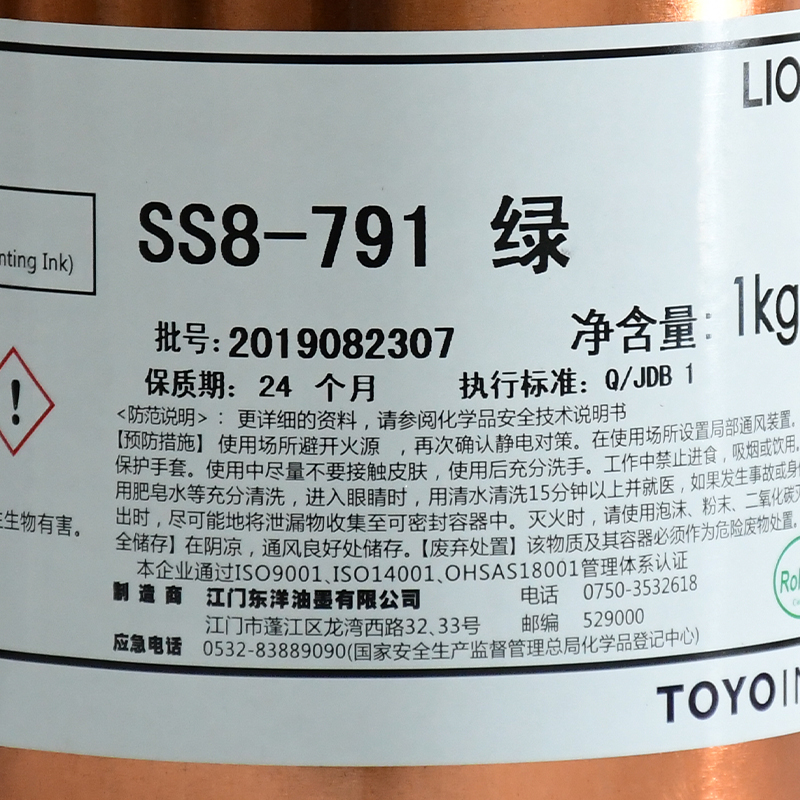 LIO
SS8-791 绿
nting Ink)
净含量: 1kg
批号:2019082307
保质期: 24 个月 执行标准: Q/JDB 1
!
<防范说明> : 更详细的资料，请参阅化学品安全技术说明书
【预防措施】使用场所避开火源 ，再次确认静电对策。在使用场所设置局部通风装置。
保护手套。使用中尽量不要接触皮肤，使用后充分洗手。工作中禁止进食，吸烟或饮用。
用肥皂水等充分清洗，进入眼睛时，用清水清洗15分钟以上并就医，如果发生事故或身
生物有害。
出时，尽可能地将泄漏物收集至可密封容器中。灭火时，请使用泡沫、粉末、二氧化碳
全储存】在阴凉，通风良好处储存。【废弃处置】该物质及其容器必须作为危险废物处置。
本企业通过ISO9001、ISO14001、OHSAS18001管理体系认证
制 造 商 江门东洋油墨有限公司 电话 0750-3532618
江门市蓬江区龙湾西路32、33号 邮编 529000
应急电话 0532-83889090(国家安全生产监督管理总局化学品登记中心)
RoH
TOYOIN